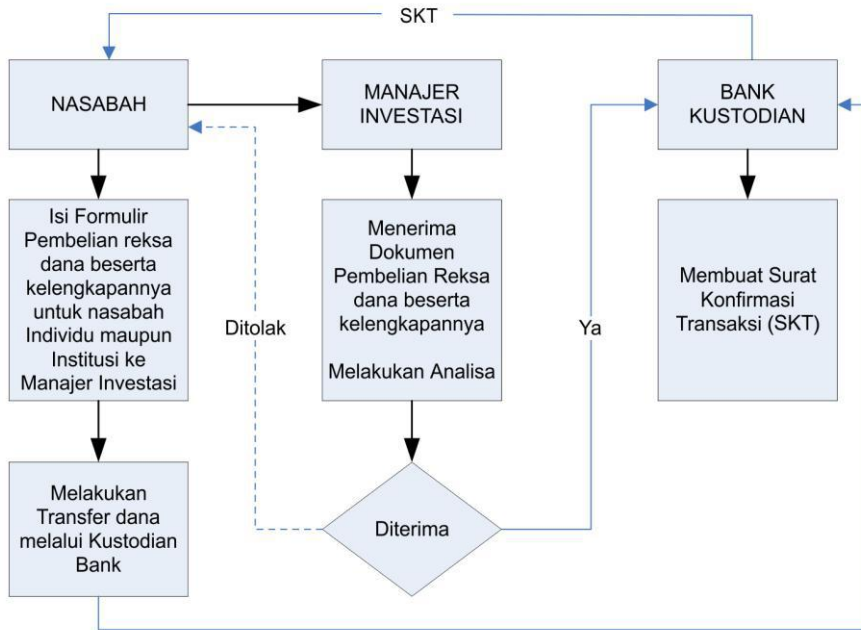 SKT
NASABAH
MANAJER
INVESTASI
BANK
KUSTODIAN
Isi Formulir
Pembelian reksa
dana beserta
kelengkapannya
untuk nasabah
Individu maupun
Institusi ke
Manajer Investasi
Ditolak
Menerima
Dokumen
Pembelian Reksa
dana beserta
kelengkapannya
Melakukan Analisa
Ya
Membuat Surat
Konfirmasi
Transaksi (SKT)
Melakukan
Transfer dana
melalui Kustodian
Bank
Diterima